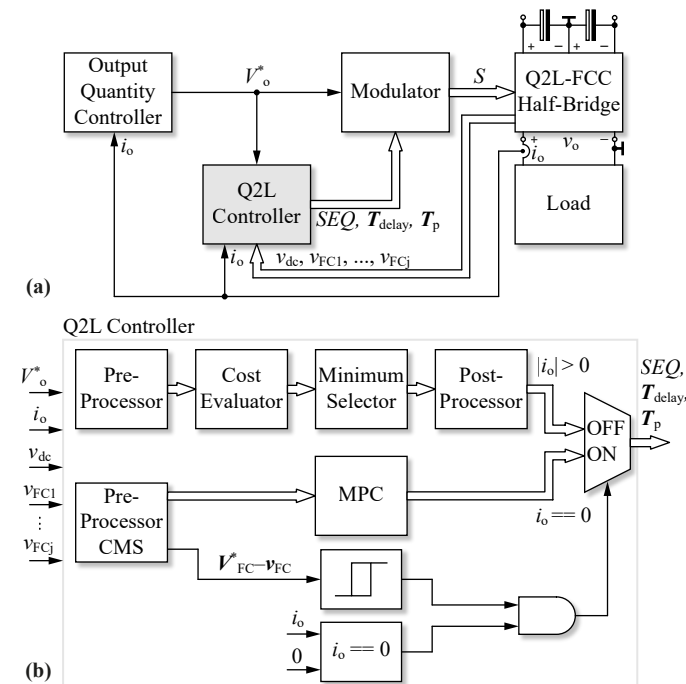 + − + −
Output
Quantity
Controller
V*o
Modulator
S
Q2L-FCC
Half-Bridge
io
+ vo −
io
Q2L
Controller
SEQ, Tdelay, Tp
Load
io
vdc, vFC1, ..., vFCj
(a)
Q2L Controller
V*o
io
vdc
vFC1
⋮
vFCj
Pre-
Processor
Cost
Evaluator
Minimum
Selector
Post-
Processor
|io| > 0
SEQ,
Tdelay,
Tp
OFF
ON
Pre-
Processor
CMS
MPC
io == 0
V*FC–vFC
io
0
io == 0
(b)